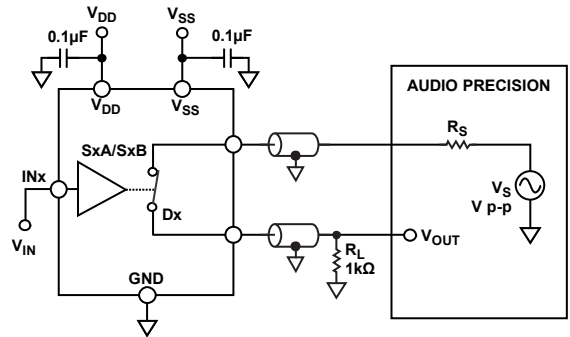 VDD
VSS
0.1µF
0.1µF
VDD
VSS
AUDIO PRECISION
SxA/SxB
RS
INx
VS
V p-p
Dx
VIN
VOUT
RL
1kΩ
GND